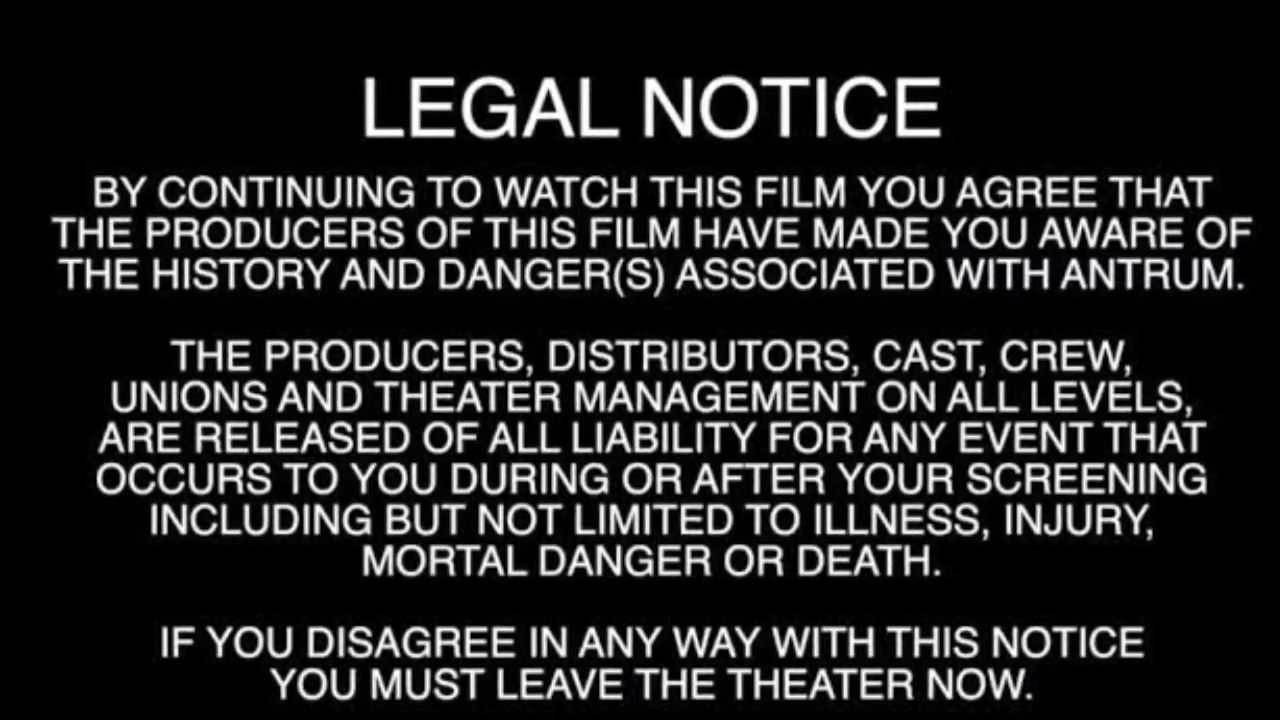 LEGAL NOTICE
BY CONTINUING TO WATCH THIS FILM YOU AGREE THAT
THE PRODUCERS OF THIS FILM HAVE MADE YOU AWARE OF
THE HISTORY AND DANGER(S) ASSOCIATED WITH ANTRUM.
THE PRODUCERS, DISTRIBUTORS, CAST, CREW,
UNIONS AND THEATER MANAGEMENT ON ALL LEVELS,
ARE RELEASED OF ALL LIABILITY FOR ANY EVENT THAT
OCCURS TO YOU DURING OR AFTER YOUR SCREENING
INCLUDING BUT NOT LIMITED TO ILLNESS, INJURY,
MORTAL DANGER OR DEATH.
IF YOU DISAGREE IN ANY WAY WITH THIS NOTICE
YOU MUST LEAVE THE THEATER NOW.